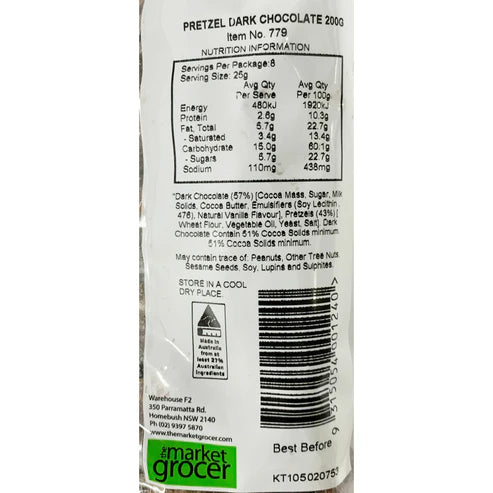 PRETZEL DARK CHOCOLATE 200G
Item No. 779
NUTRITION INFORMATION
Servings Per Package:8
Serving Size: 25g
Avg Qty Avg Qty
Per Serve Per 100g
Energy 480kJ 1920kJ
Protein 2.6g 10.3g
Fat, Total 5.7g 22.7g
- Saturated 3.4g 13.4g
Carbohydrate 15.0g 60.1g
- Sugars 5.7g 22.7g
Sodium 110mg 438mg
"Dark Chocolate (57%) [Cocoa Mass, Sugar, Milk
Solids, Cocoa Butter, Emulsifiers (Soy Lecithin,
476), Natural Vanilla Flavour], Pretzels (43%) [
Wheat Flour, Vegetable Oil, Yeast, Salt]. Dark
Chocolate Contain 51% Cocoa Solids minimum.
51% Cocoa Solids minimum.
May contain trace of: Peanuts, Other Tree Nuts
Sesame Seeds, Soy, Lupins and Sulphites.
STORE IN A COOL
DRY PLACE.
Made in
Australia
from at
least 27%
Australian
ingredients
Warehouse F2
350 Parramatta Rd.
Homebush NSW 2140
Ph (02) 9397 5870
www.themarketgrocer.com
the market
grocer
9 315054 001240
Best Before
KT105020753